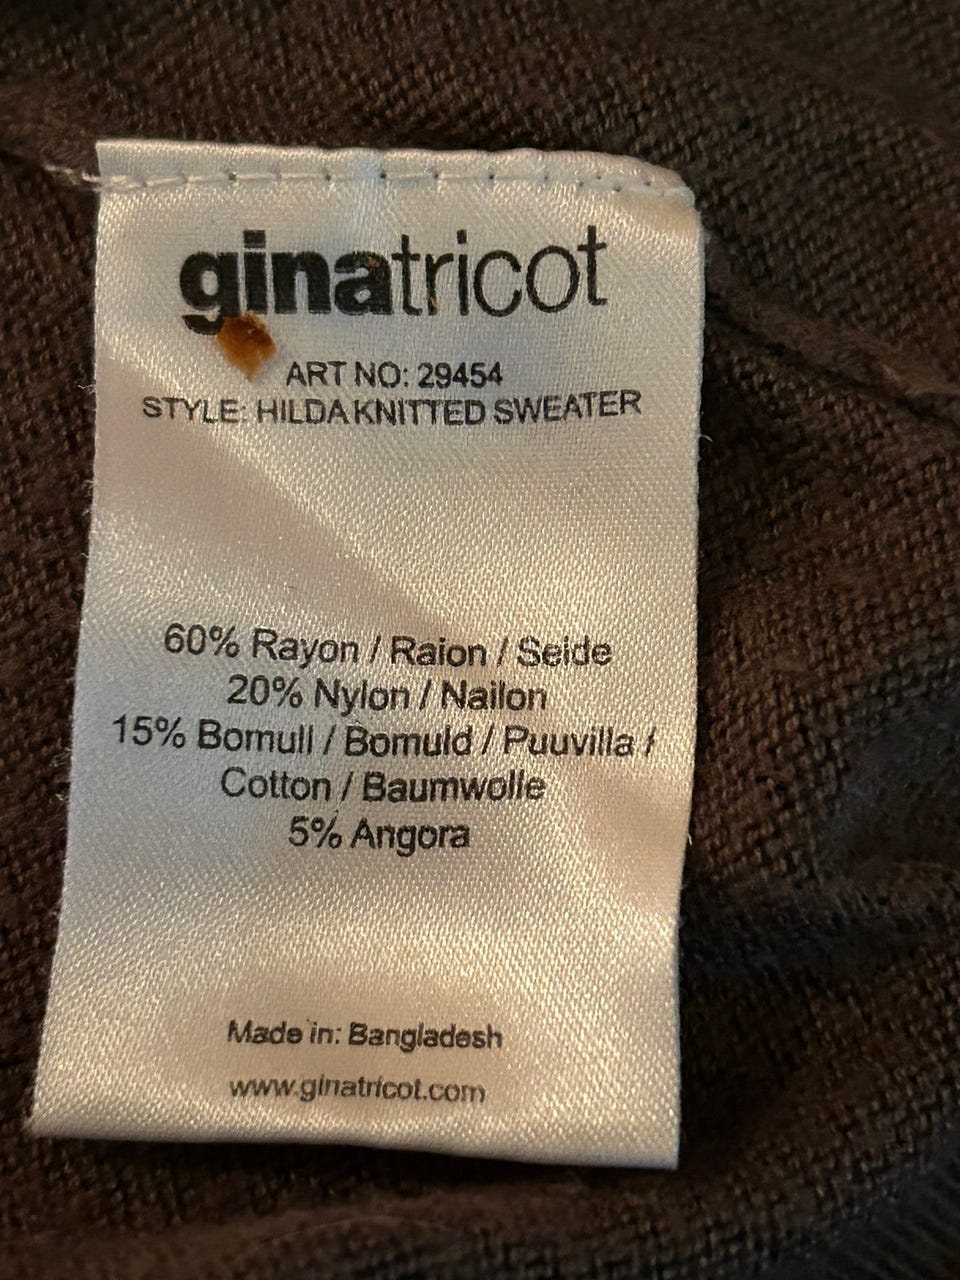 ginatricot
ART NO: 29454
STYLE: HILDA KNITTED SWEATER
60% Rayon / Raion / Seide
20% Nylon / Nailon
15% Bomull / Bomuld / Puuvilla /
Cotton / Baumwolle
5% Angora
Made in: Bangladesh
www.ginatricot.com